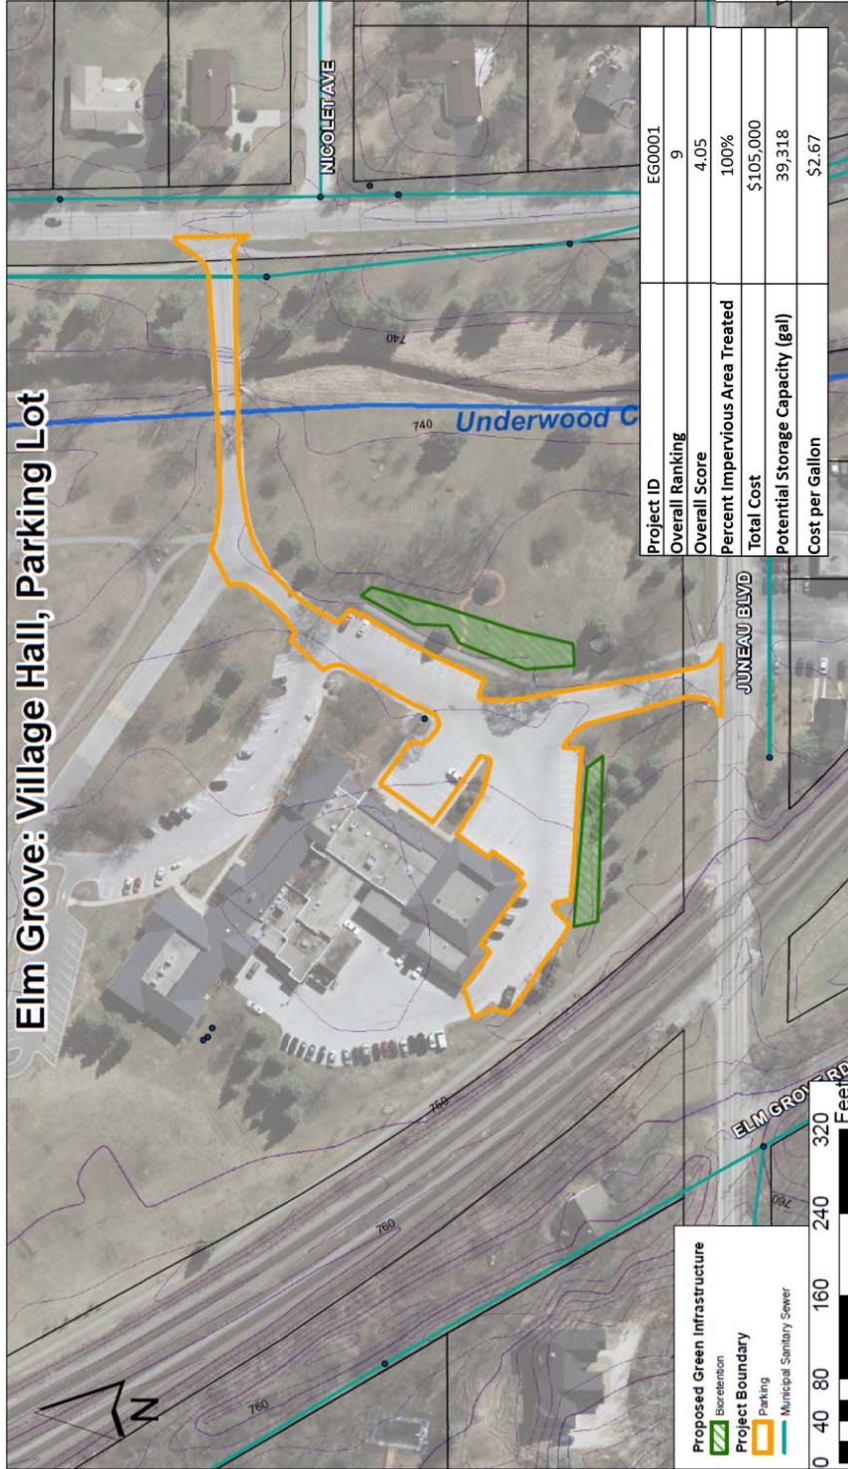 Elm Grove: Village Hall, Parking Lot
NICOLET AVE
740
740
Underwood C
JUNEAU BLVD
750
760
760
760
ELM GROVE RD
N
Project ID EG0001
Overall Ranking 9
Overall Score 4.05
Percent Impervious Area Treated 100%
Total Cost $105,000
Potential Storage Capacity (gal) 39,318
Cost per Gallon $2.67
Proposed Green Infrastructure
Bioretention
Project Boundary
Parking
Municipal Sanitary Sewer
0 40 80 160 240 320
Feet